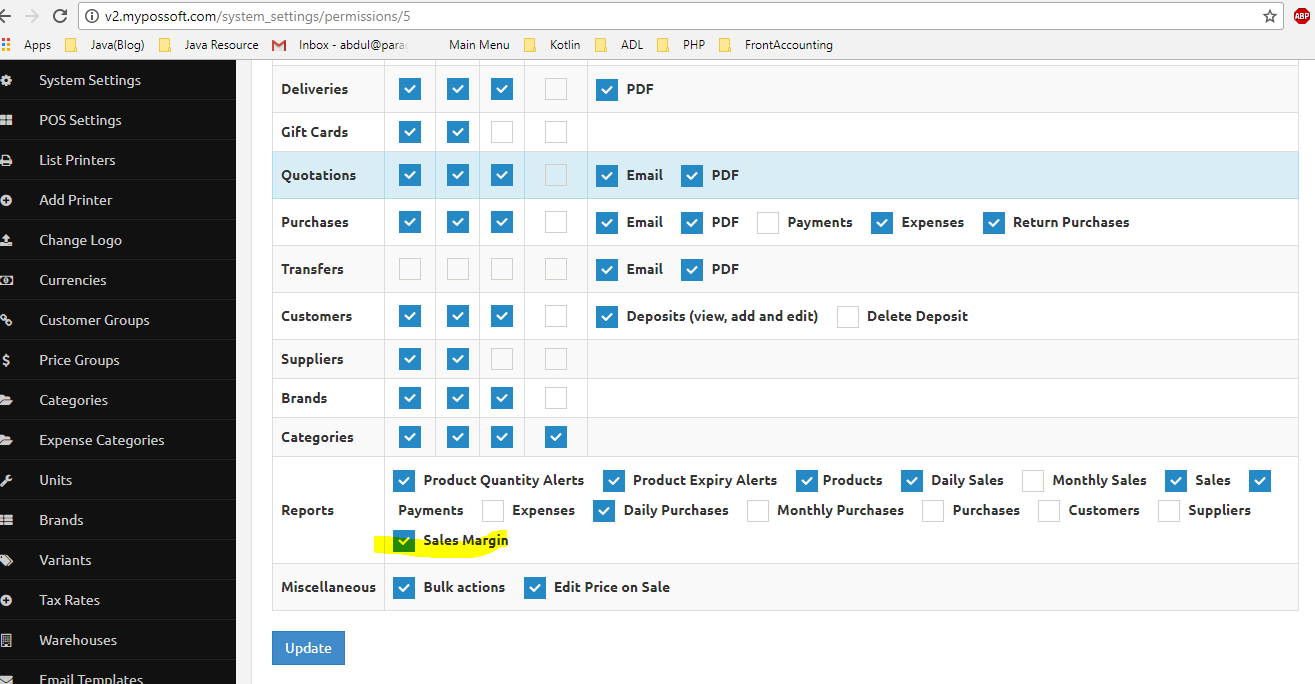 v2.mypossoft.com/system_settings/permissions/5
ABP
Apps Java(Blog) Java Resource Inbox - abdul@para Main Menu Kotlin ADL PHP FrontAccounting
System Settings
POS Settings
List Printers
Add Printer
Change Logo
Currencies
Customer Groups
Price Groups
Categories
Expense Categories
Units
Brands
Variants
Tax Rates
Warehouses
Email Templates
Deliveries PDF
Gift Cards
Quotations Email PDF
Purchases Email PDF Payments Expenses Return Purchases
Transfers Email PDF
Customers Deposits (view, add and edit) Delete Deposit
Suppliers
Brands
Categories
Reports
Product Quantity Alerts Product Expiry Alerts Products Daily Sales Monthly Sales Sales
Payments Expenses Daily Purchases Monthly Purchases Purchases Customers Suppliers
Sales Margin
Miscellaneous Bulk actions Edit Price on Sale
Update